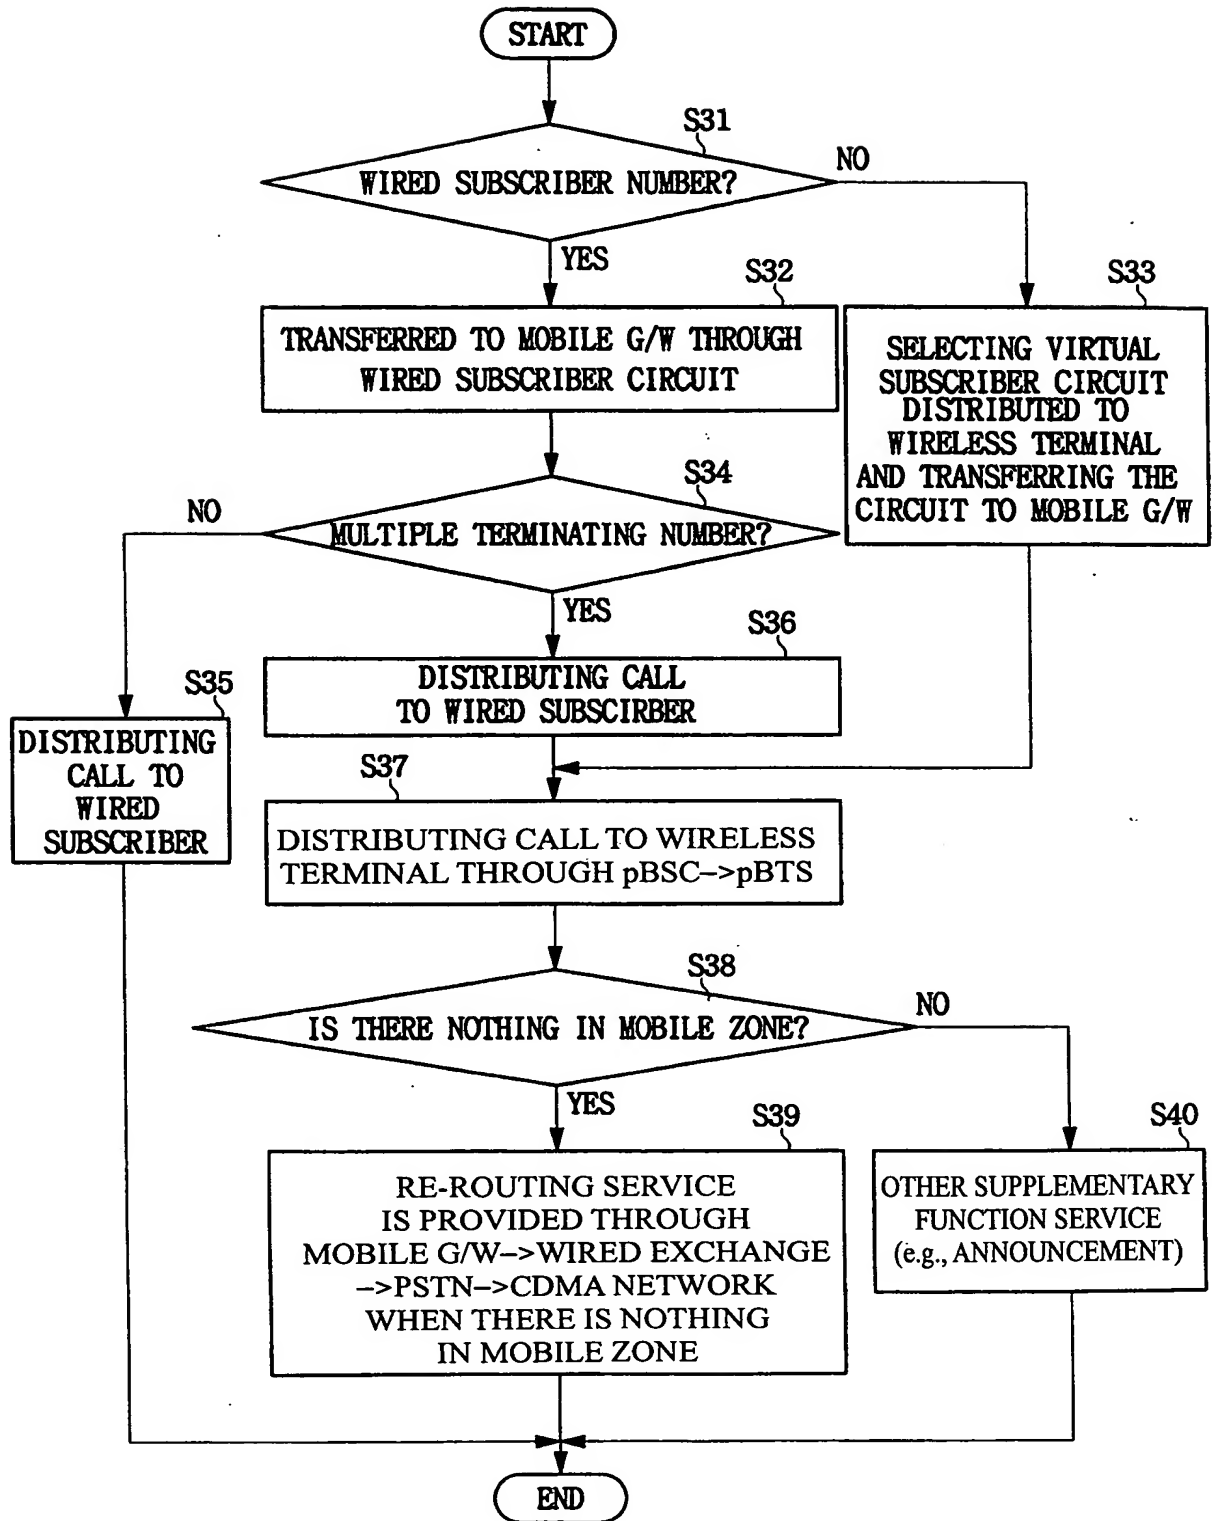 START
S31
WIRED SUBSCRIBER NUMBER?
NO
YES
S32
TRANSFERRED TO MOBILE G/W THROUGH
WIRED SUBSCRIBER CIRCUIT
S33
SELECTING VIRTUAL
SUBSCRIBER CIRCUIT
DISTRIBUTED TO
WIRELESS TERMINAL
AND TRANSFERRING THE
CIRCUIT TO MOBILE G/W
S34
MULTIPLE TERMINATING NUMBER?
NO
YES
S35
DISTRIBUTING
CALL TO
WIRED
SUBSCRIBER
S36
DISTRIBUTING CALL
TO WIRED SUBSCIRBER
S37
DISTRIBUTING CALL TO WIRELESS
TERMINAL THROUGH pBSC->pBTS
S38
IS THERE NOTHING IN MOBILE ZONE?
NO
YES
S39
RE-ROUTING SERVICE
IS PROVIDED THROUGH
MOBILE G/W->WIRED EXCHANGE
->PSTN->CDMA NETWORK
WHEN THERE IS NOTHING
IN MOBILE ZONE
S40
OTHER SUPPLEMENTARY
FUNCTION SERVICE
(e.g., ANNOUNCEMENT)
END